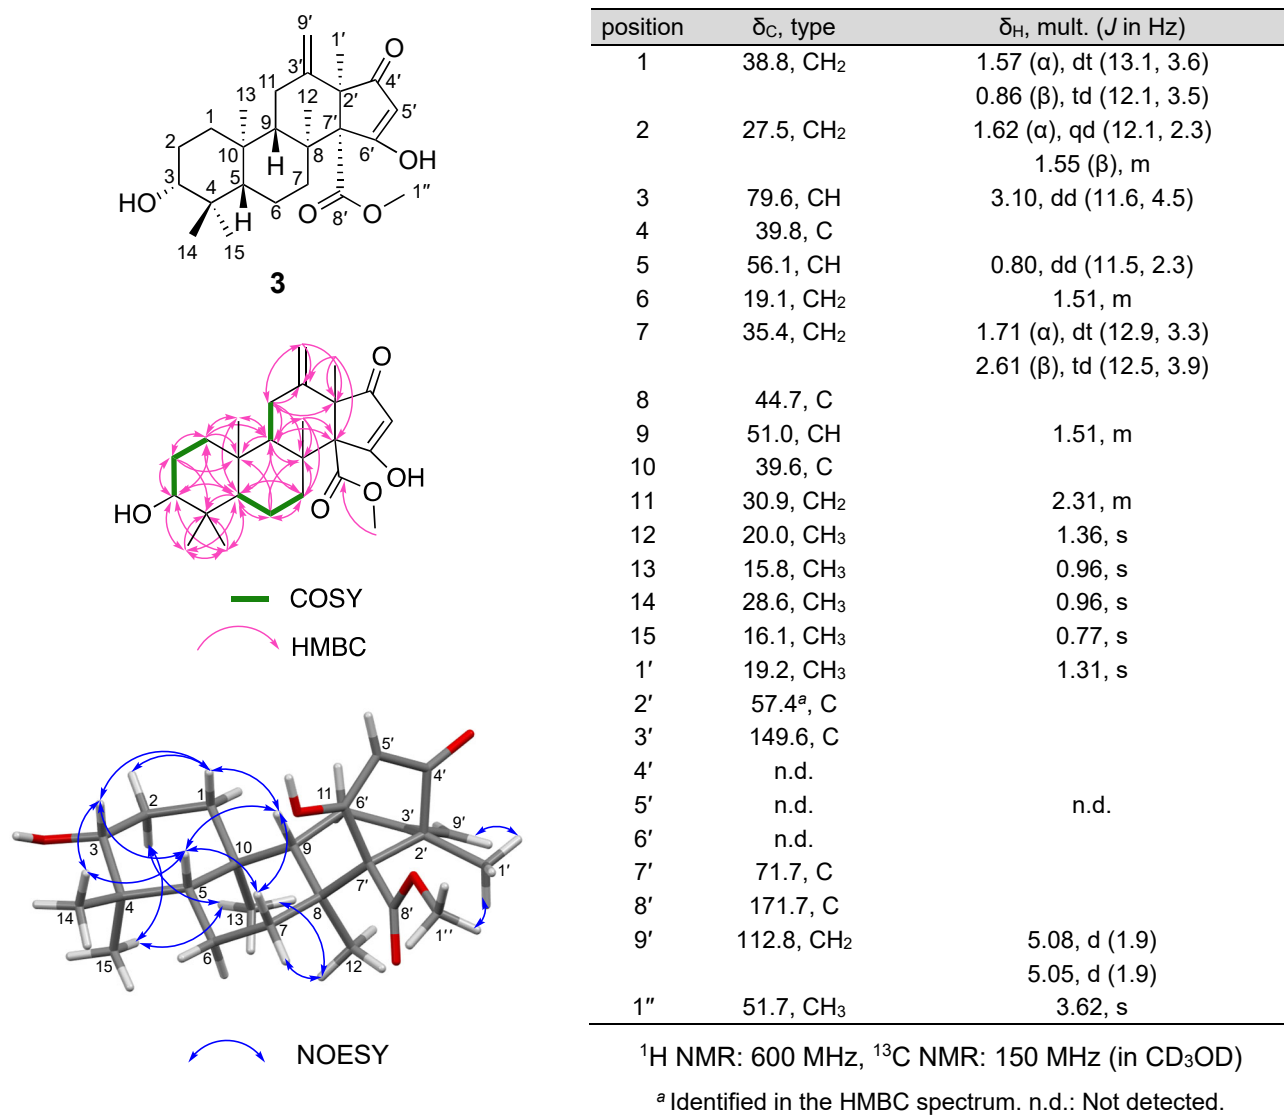 9′
1′
O
3′
4′
11
2′
13
12
5′
1
9
7′
2
10
8
6′
OH
3
5
H
7
HO
4
6
O
O
1″
H
8′
14
15
3
O
OH
O
O
HO
COSY
HMBC
5′
4′
2
1
11
6′
3′
9′
3
10
9
2′
1′
5
7′
14
4
13
8
8′
7
1′′
15
6
12
NOESY
position δC, type δH, mult. (J in Hz)
1 38.8, CH2 1.57 (α), dt (13.1, 3.6)
0.86 (β), td (12.1, 3.5)
2 27.5, CH2 1.62 (α), qd (12.1, 2.3)
1.55 (β), m
3 79.6, CH 3.10, dd (11.6, 4.5)
4 39.8, C
5 56.1, CH 0.80, dd (11.5, 2.3)
6 19.1, CH2 1.51, m
7 35.4, CH2 1.71 (α), dt (12.9, 3.3)
2.61 (β), td (12.5, 3.9)
8 44.7, C
9 51.0, CH 1.51, m
10 39.6, C
11 30.9, CH2 2.31, m
12 20.0, CH3 1.36, s
13 15.8, CH3 0.96, s
14 28.6, CH3 0.96, s
15 16.1, CH3 0.77, s
1′ 19.2, CH3 1.31, s
2′ 57.4a, C
3′ 149.6, C
4′ n.d.
5′ n.d. n.d.
6′ n.d.
7′ 71.7, C
8′ 171.7, C
9′ 112.8, CH2 5.08, d (1.9)
5.05, d (1.9)
1″ 51.7, CH3 3.62, s
1H NMR: 600 MHz, 13C NMR: 150 MHz (in CD3OD)
a Identified in the HMBC spectrum. n.d.: Not detected.